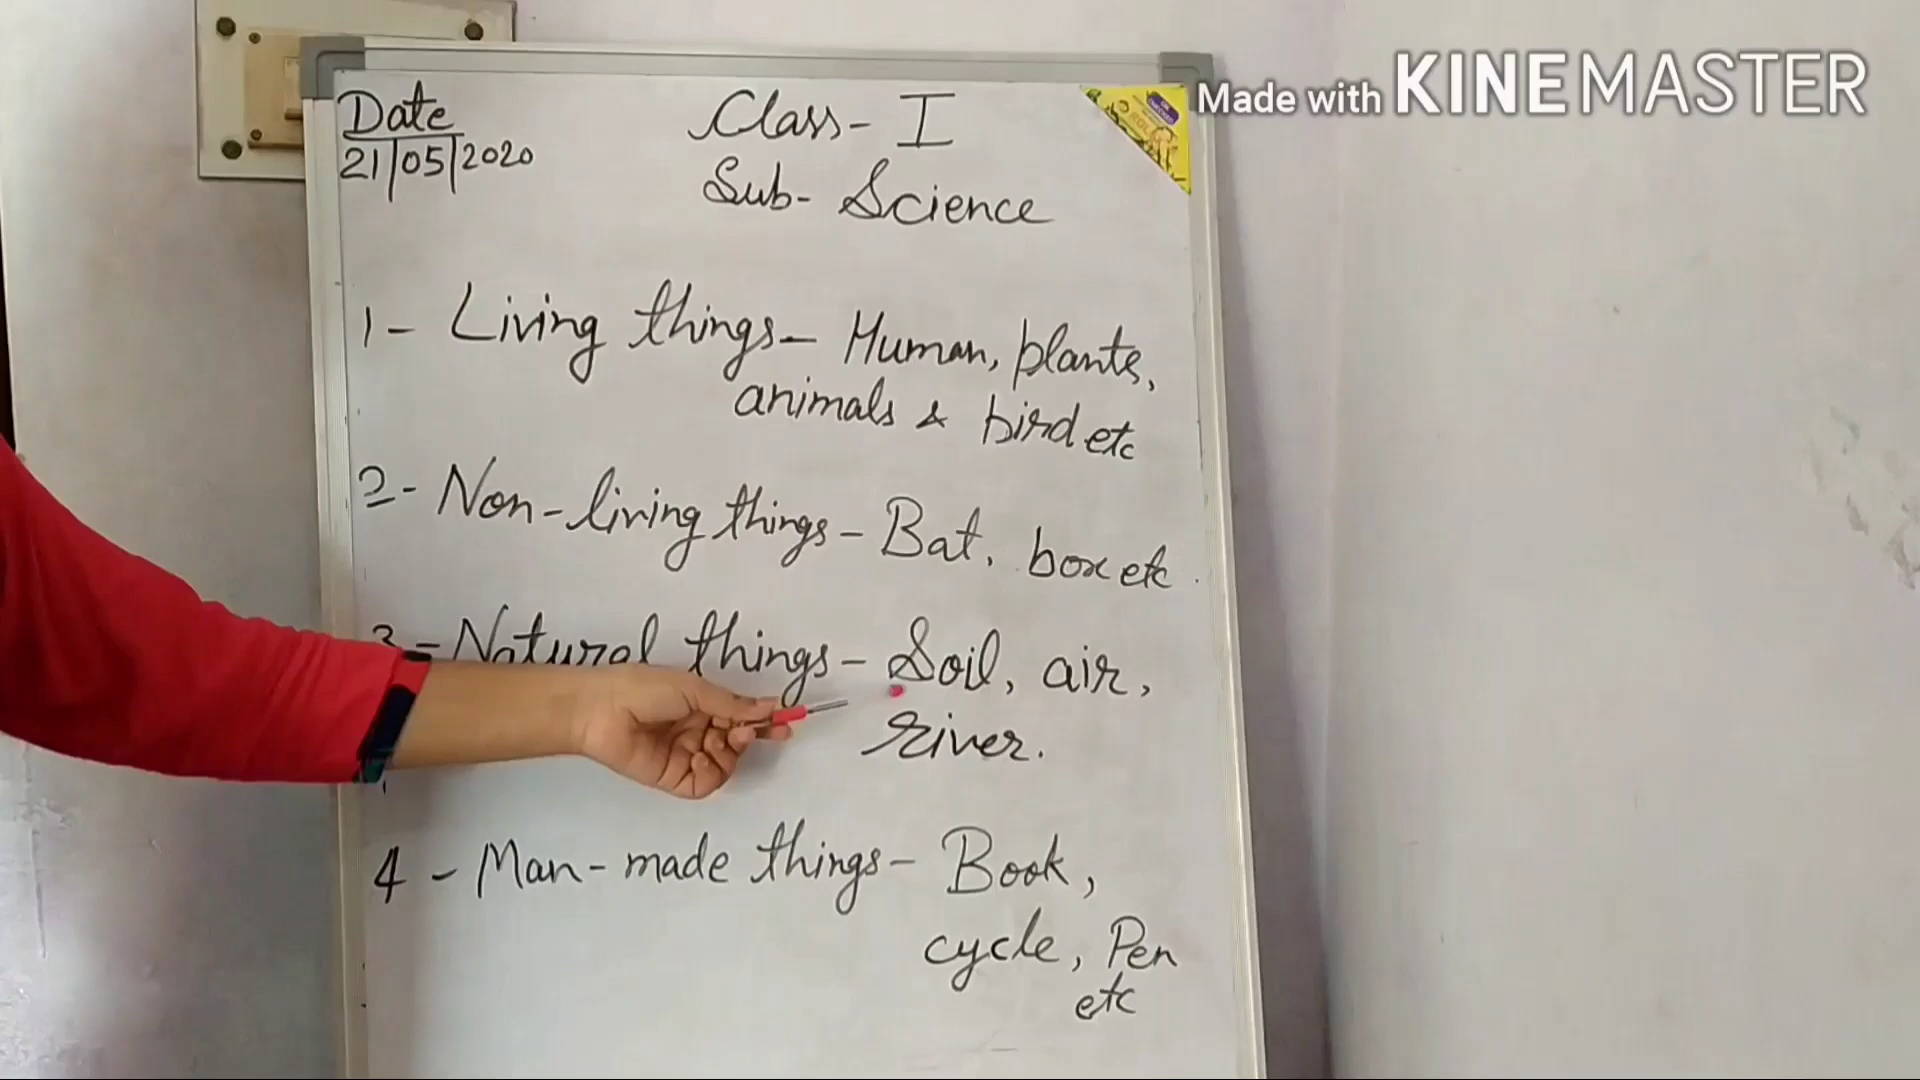 Made with KINEMASTER
Date
21/05/2020
Class - I
Sub- Science
1 - Living things - Human, plants,
animals & bird etc
2 - Non-living things - Bat, box etc.
3 - Natural things - Soil, air,
river.
4 - Man-made things - Book,
cycle, Pen
etc